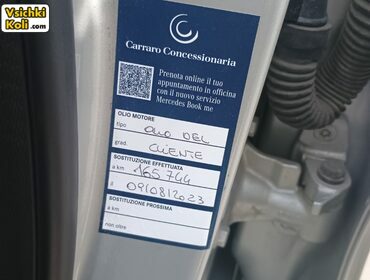 Vsichki
Koli.com
Carraro Concessionaria
Prenota online il tuo
appuntamento in officina
con il nuovo servizio
Mercedes Book me
OLIO MOTORE
tipo OLIO DEL
grad. CLIENTE
SOSTITUZIONE EFFETTUATA
a km 165744
il 09/08/2023
SOSTITUZIONE PROSSIMA
a km
non oltre